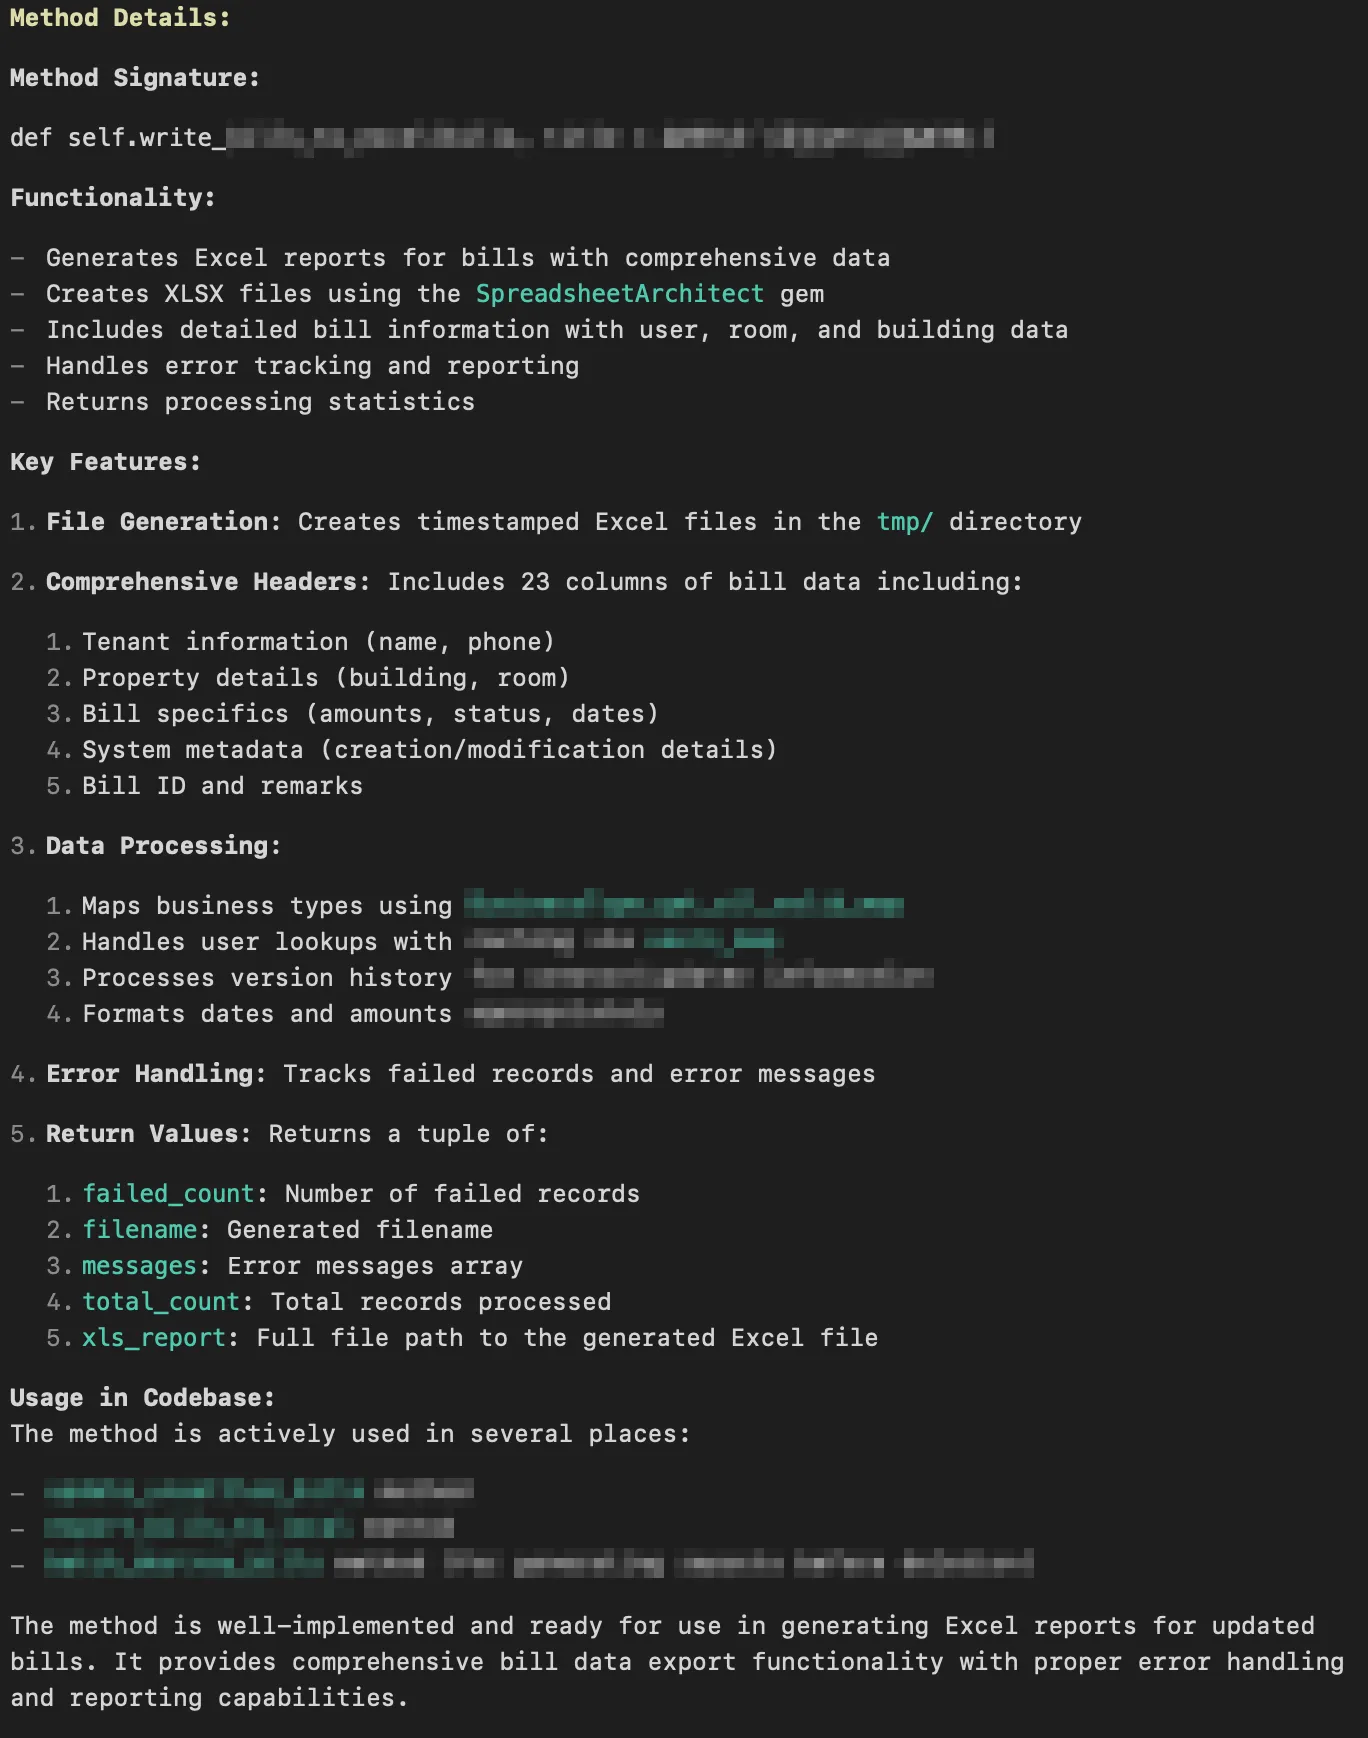 Method Details:
Method Signature:
def self.write_
Functionality:
– Generates Excel reports for bills with comprehensive data
– Creates XLSX files using the SpreadsheetArchitect gem
– Includes detailed bill information with user, room, and building data
– Handles error tracking and reporting
– Returns processing statistics
Key Features:
1. File Generation: Creates timestamped Excel files in the tmp/ directory
2. Comprehensive Headers: Includes 23 columns of bill data including:
1. Tenant information (name, phone)
2. Property details (building, room)
3. Bill specifics (amounts, status, dates)
4. System metadata (creation/modification details)
5. Bill ID and remarks
3. Data Processing:
1. Maps business types using
2. Handles user lookups with
3. Processes version history
4. Formats dates and amounts
4. Error Handling: Tracks failed records and error messages
5. Return Values: Returns a tuple of:
1. failed_count: Number of failed records
2. filename: Generated filename
3. messages: Error messages array
4. total_count: Total records processed
5. xls_report: Full file path to the generated Excel file
Usage in Codebase:
The method is actively used in several places:
–
–
–
The method is well–implemented and ready for use in generating Excel reports for updated
bills. It provides comprehensive bill data export functionality with proper error handling
and reporting capabilities.